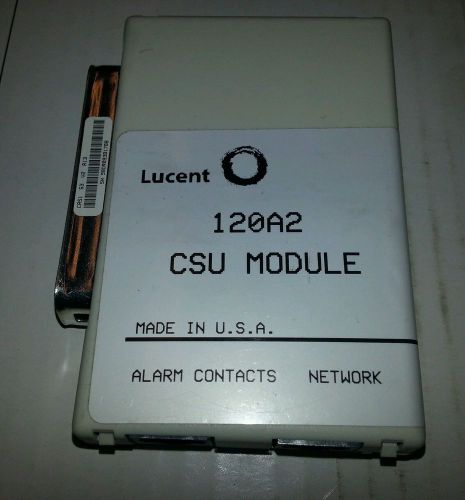 Lucent
120A2
CSU MODULE
MADE IN U.S.A.
ALARM CONTACTS NETWORK